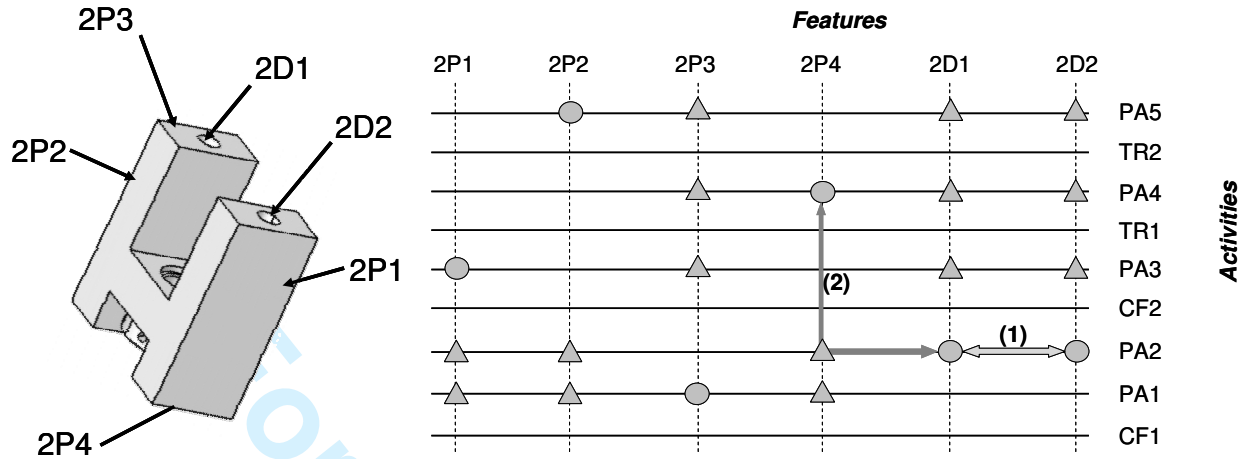 2P3
2D1
2D2
2P2
2P1
2P4
Features
2P1 2P2 2P3 2P4 2D1 2D2
PA5
TR2
PA4
TR1
PA3
(2)
CF2
(1)
PA2
PA1
CF1
Activities